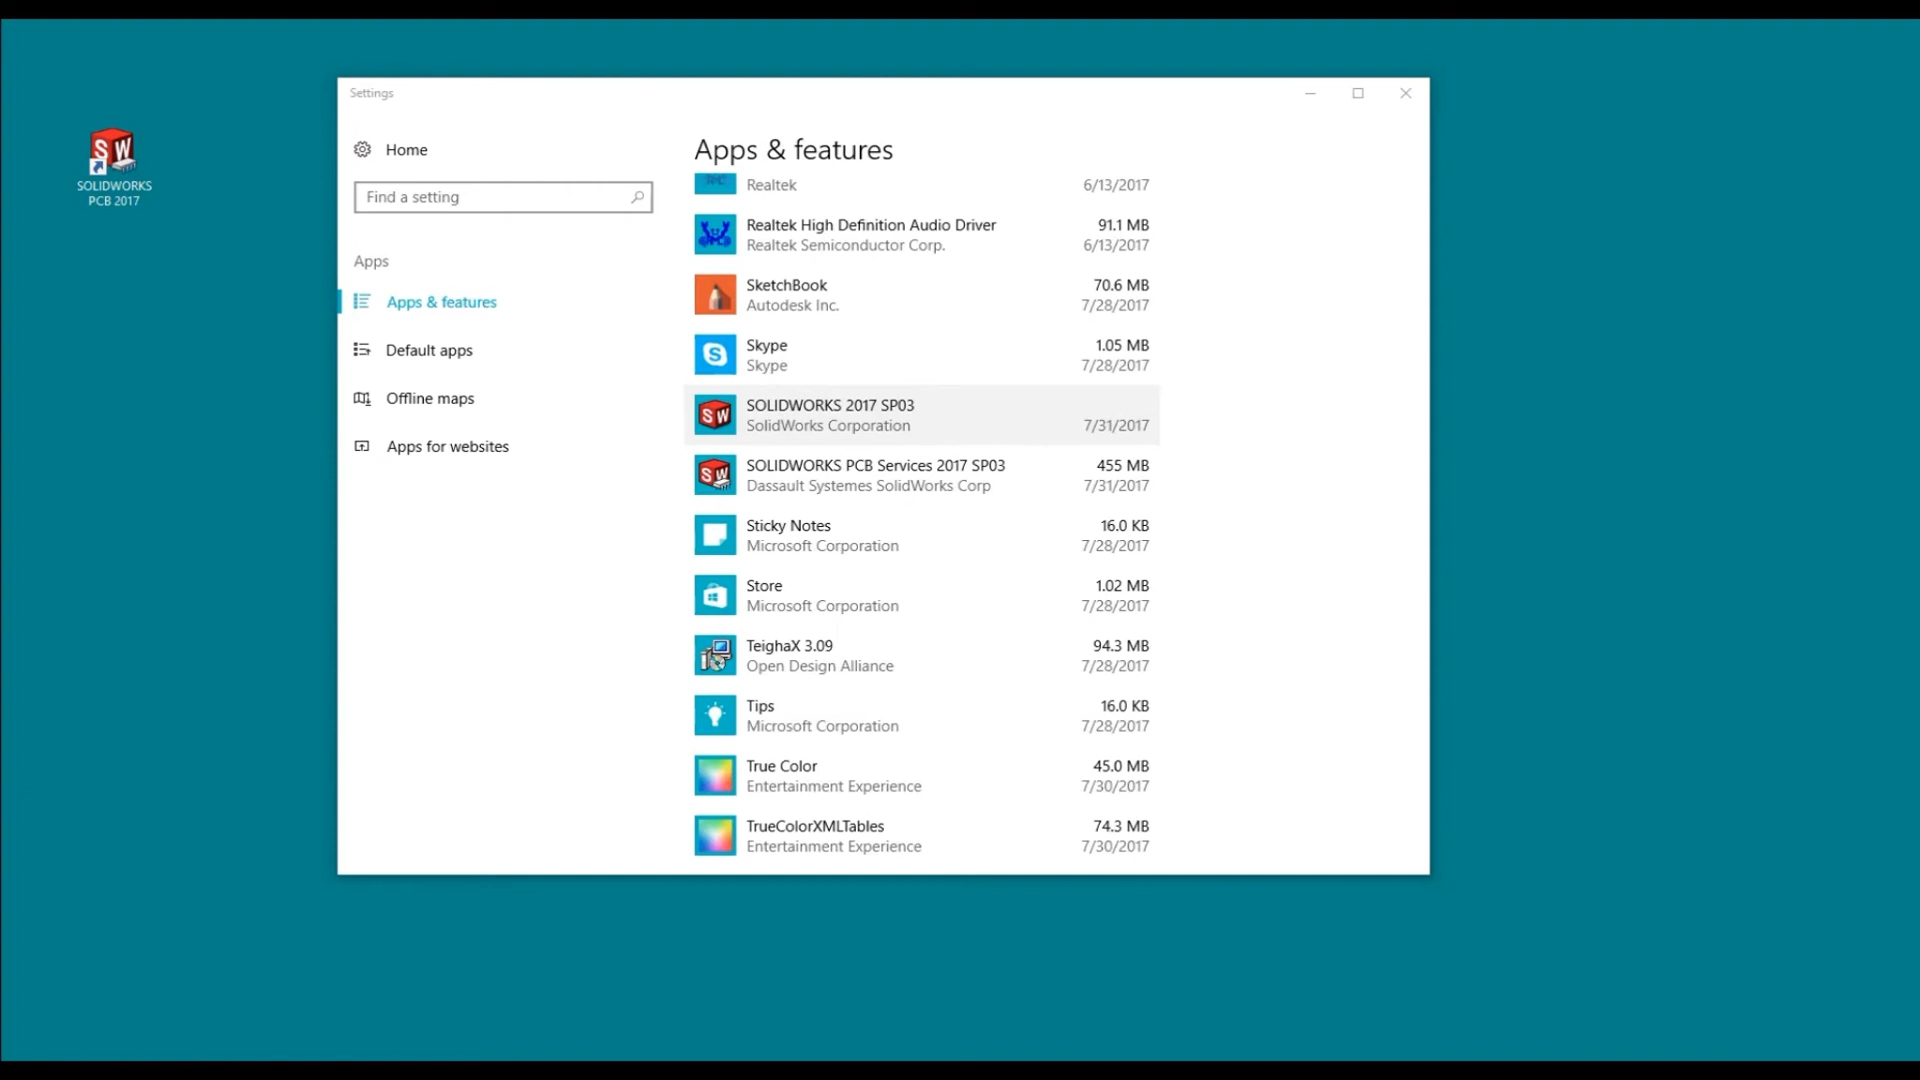 SOLIDWORKS
PCB 2017
Settings
Home
Find a setting
Apps
Apps & features
Default apps
Offline maps
Apps for websites
Apps & features
Realtek 6/13/2017
Realtek High Definition Audio Driver 91.1 MB
Realtek Semiconductor Corp. 6/13/2017
SketchBook 70.6 MB
Autodesk Inc. 7/28/2017
Skype 1.05 MB
Skype 7/28/2017
SOLIDWORKS 2017 SP03
SolidWorks Corporation 7/31/2017
SOLIDWORKS PCB Services 2017 SP03 455 MB
Dassault Systemes SolidWorks Corp 7/31/2017
Sticky Notes 16.0 KB
Microsoft Corporation 7/28/2017
Store 1.02 MB
Microsoft Corporation 7/28/2017
TeighaX 3.09 94.3 MB
Open Design Alliance 7/28/2017
Tips 16.0 KB
Microsoft Corporation 7/28/2017
True Color 45.0 MB
Entertainment Experience 7/30/2017
TrueColorXMLTables 74.3 MB
Entertainment Experience 7/30/2017